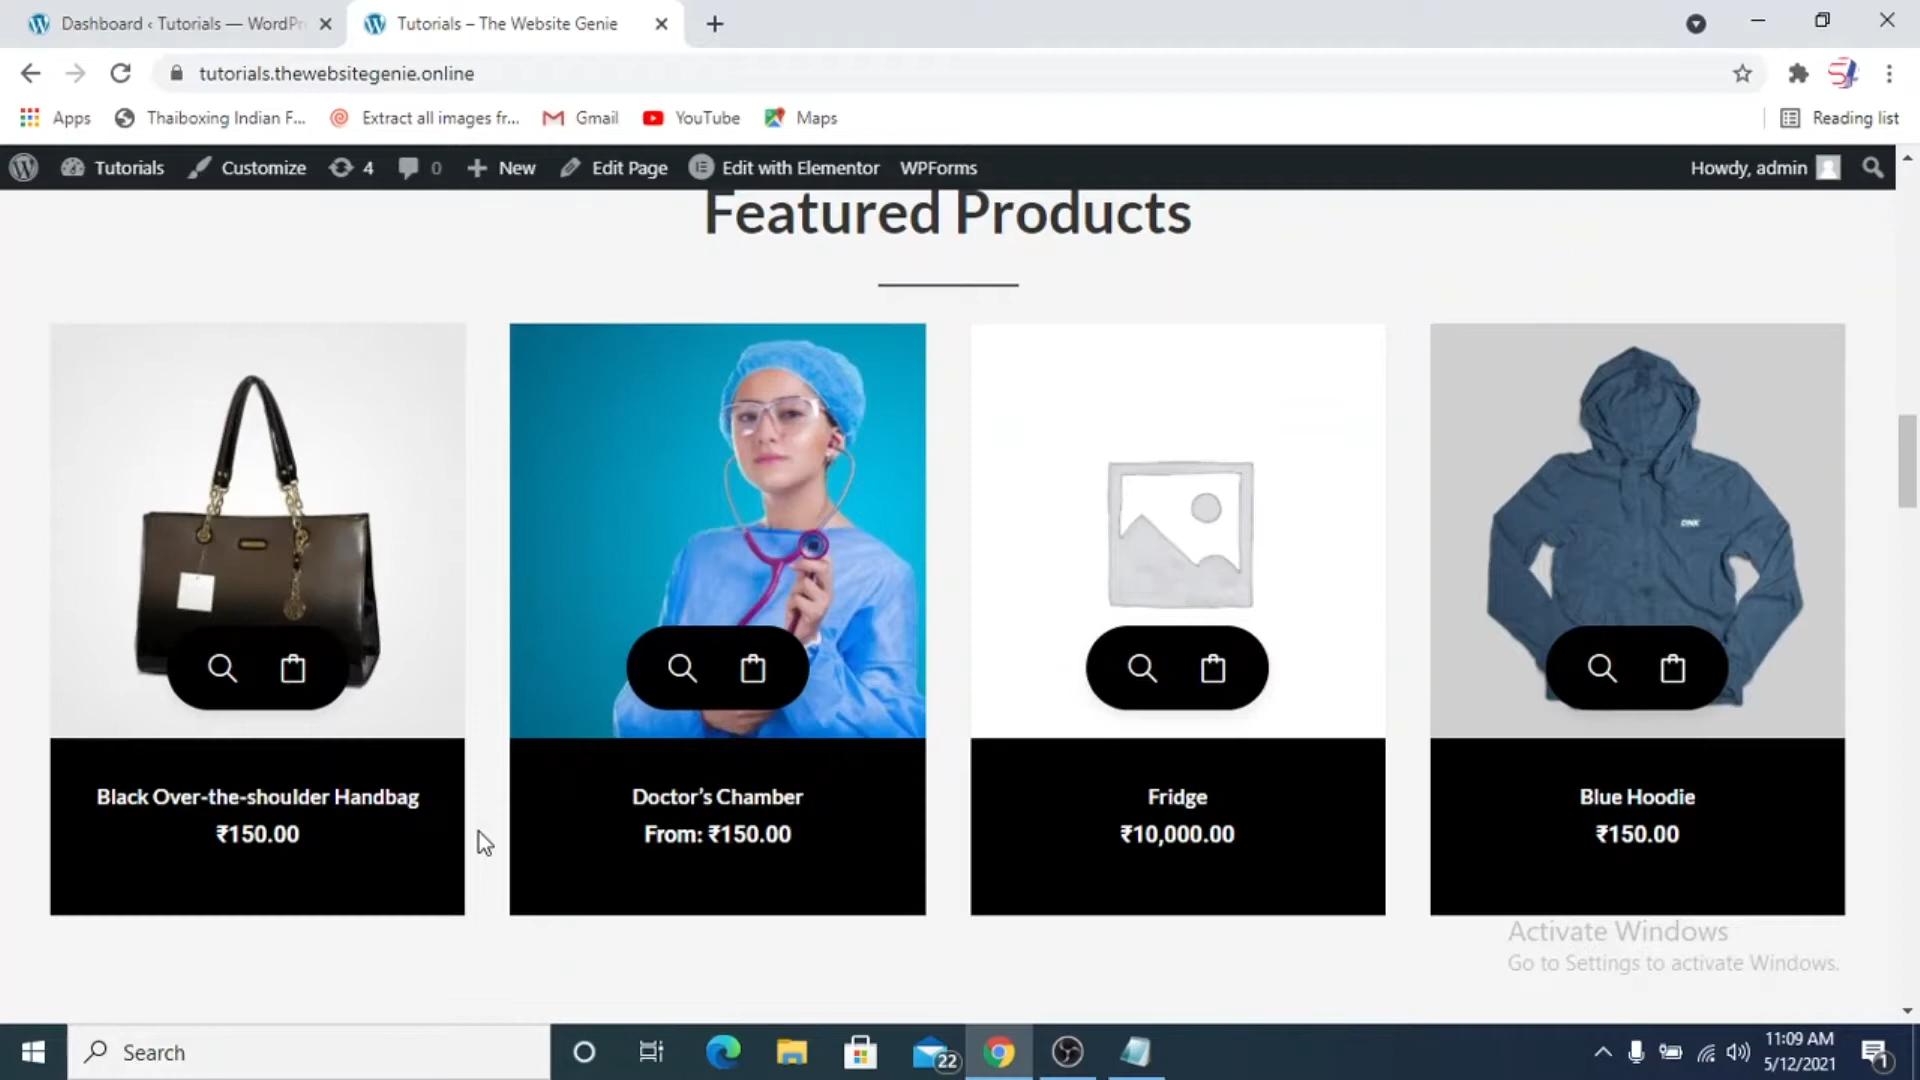 Dashboard ‹ Tutorials — WordPr
Tutorials – The Website Genie
tutorials.thewebsitegenie.online
Apps
Thaiboxing Indian F...
Extract all images fr...
Gmail
YouTube
Maps
Reading list
Tutorials
Customize
4
0
New
Edit Page
Edit with Elementor
WPForms
Howdy, admin
Featured Products
DNK
Black Over-the-shoulder Handbag
₹150.00
Doctor’s Chamber
From: ₹150.00
Fridge
₹10,000.00
Blue Hoodie
₹150.00
Activate Windows
Go to Settings to activate Windows.
Search
22
11:09 AM
5/12/2021
1